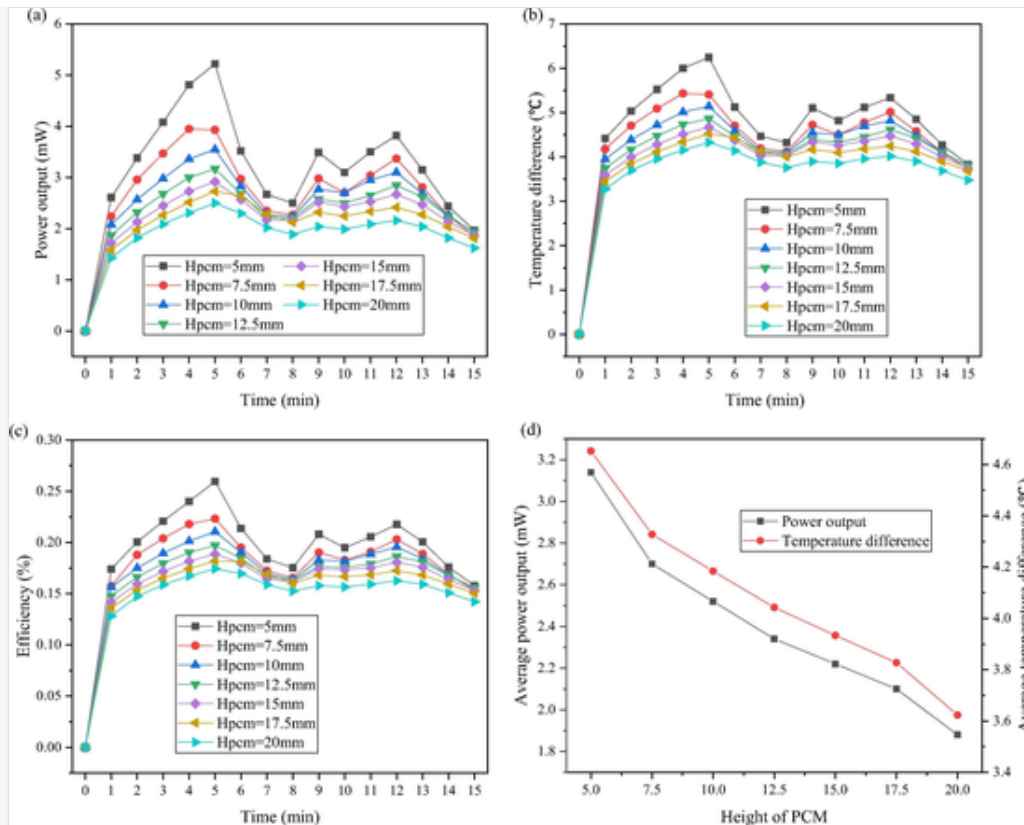 (a)
Power output (mW)
6
5
4
3
2
1
0
Hpcm=5mm
Hpcm=7.5mm
Hpcm=10mm
Hpcm=12.5mm
Hpcm=15mm
Hpcm=17.5mm
Hpcm=20mm
0 1 2 3 4 5 6 7 8 9 10 11 12 13 14 15
Time (min)
(b)
Temperature difference (℃)
7
6
5
4
3
2
1
0
Hpcm=5mm
Hpcm=7.5mm
Hpcm=10mm
Hpcm=12.5mm
Hpcm=15mm
Hpcm=17.5mm
Hpcm=20mm
0 1 2 3 4 5 6 7 8 9 10 11 12 13 14 15
Time (min)
(c)
Efficiency (%)
0.30
0.25
0.20
0.15
0.10
0.05
0.00
Hpcm=5mm
Hpcm=7.5mm
Hpcm=10mm
Hpcm=12.5mm
Hpcm=15mm
Hpcm=17.5mm
Hpcm=20mm
0 1 2 3 4 5 6 7 8 9 10 11 12 13 14 15
Time (min)
(d)
Average power output (mW)
3.2
3.0
2.8
2.6
2.4
2.2
2.0
1.8
Power output
Temperature difference
4.6
4.4
4.2
4.0
3.8
3.6
3.4
Average temperature difference (℃)
5.0 7.5 10.0 12.5 15.0 17.5 20.0
Height of PCM